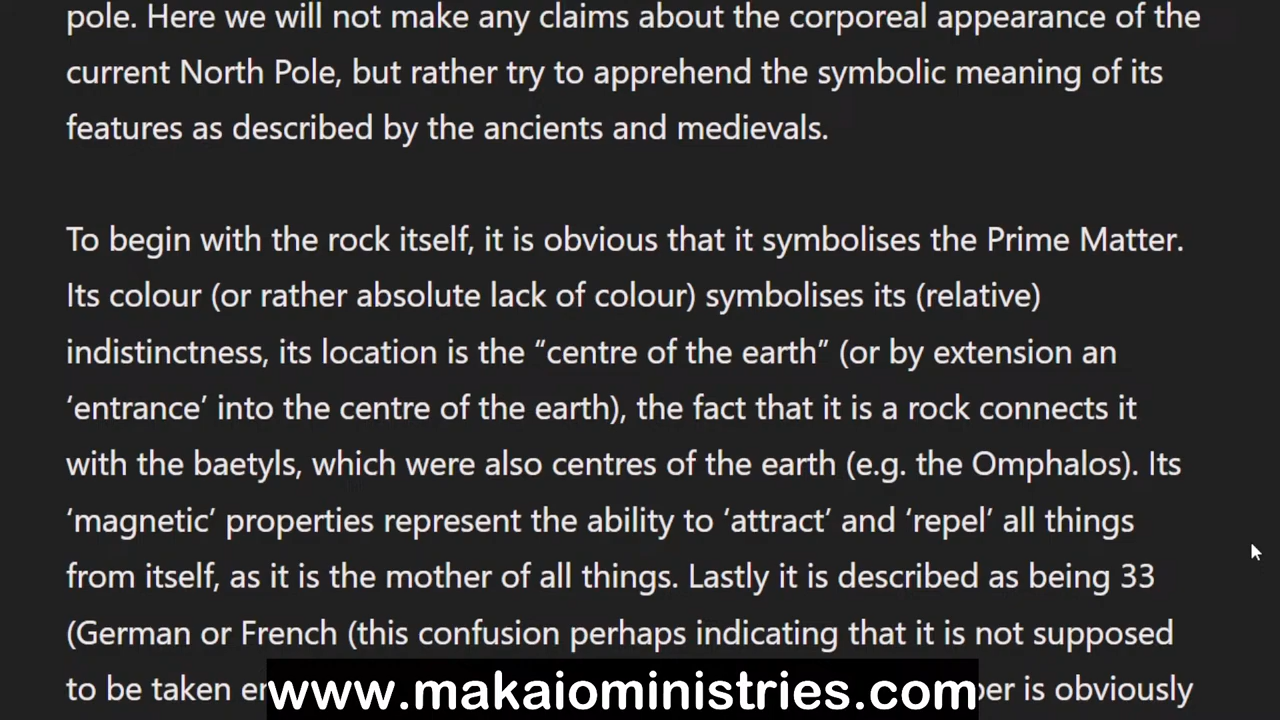 pole. Here we will not make any claims about the corporeal appearance of the
current North Pole, but rather try to apprehend the symbolic meaning of its
features as described by the ancients and medievals.
To begin with the rock itself, it is obvious that it symbolises the Prime Matter.
Its colour (or rather absolute lack of colour) symbolises its (relative)
indistinctness, its location is the “centre of the earth” (or by extension an
‘entrance’ into the centre of the earth), the fact that it is a rock connects it
with the baetyls, which were also centres of the earth (e.g. the Omphalos). Its
‘magnetic’ properties represent the ability to ‘attract’ and ‘repel’ all things
from itself, as it is the mother of all things. Lastly it is described as being 33
(German or French (this confusion perhaps indicating that it is not supposed
to be taken is obviously
www.makaioministries.com